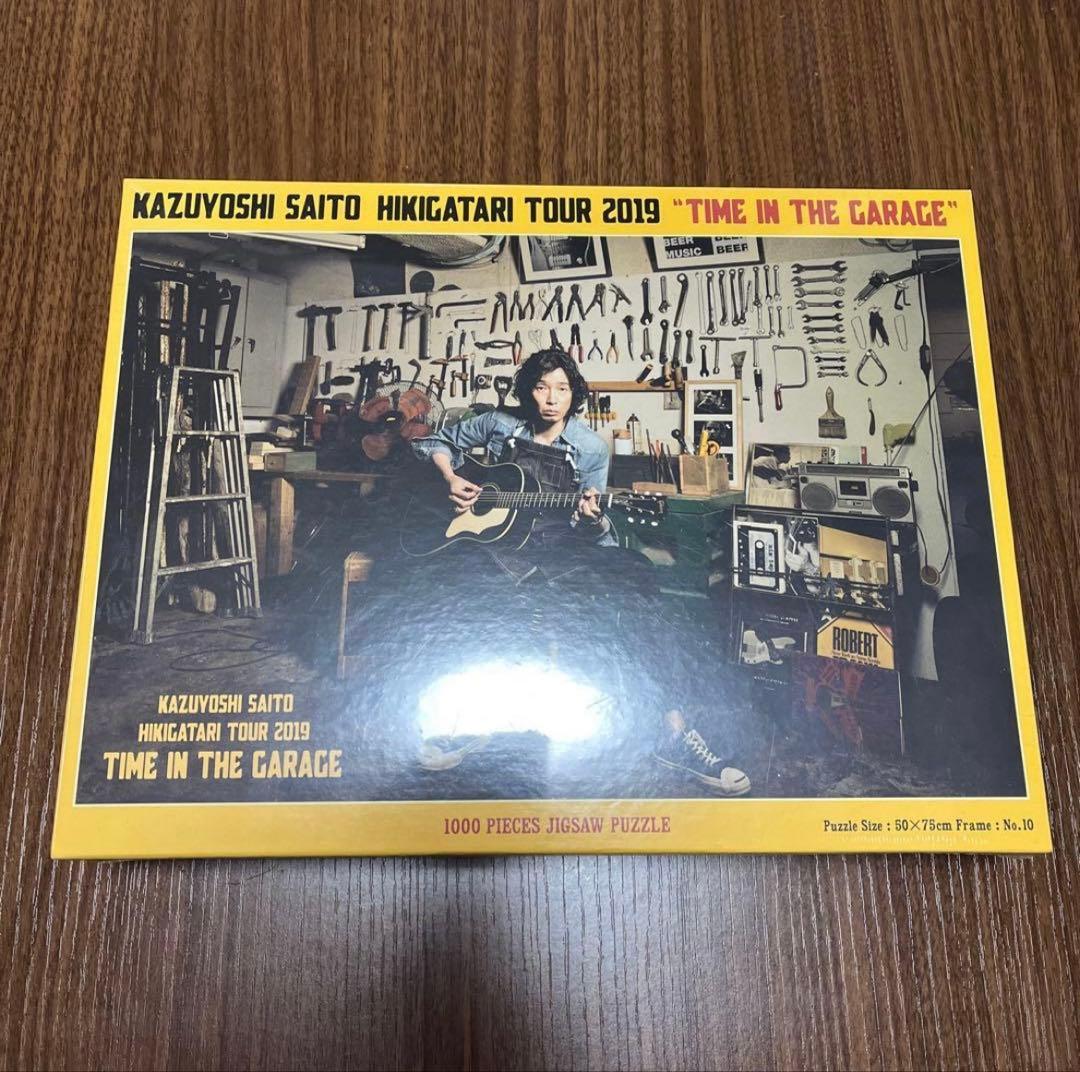 KAZUYOSHI SAITO HIKIGATARI TOUR 2019 "TIME IN THE GARAGE"
BEER
MUSIC
BEER
BEER
ROBERT
KAZUYOSHI SAITO
HIKIGATARI TOUR 2019
TIME IN THE GARAGE
1000 PIECES JIGSAW PUZZLE
Puzzle Size : 50×75cm Frame : No.10